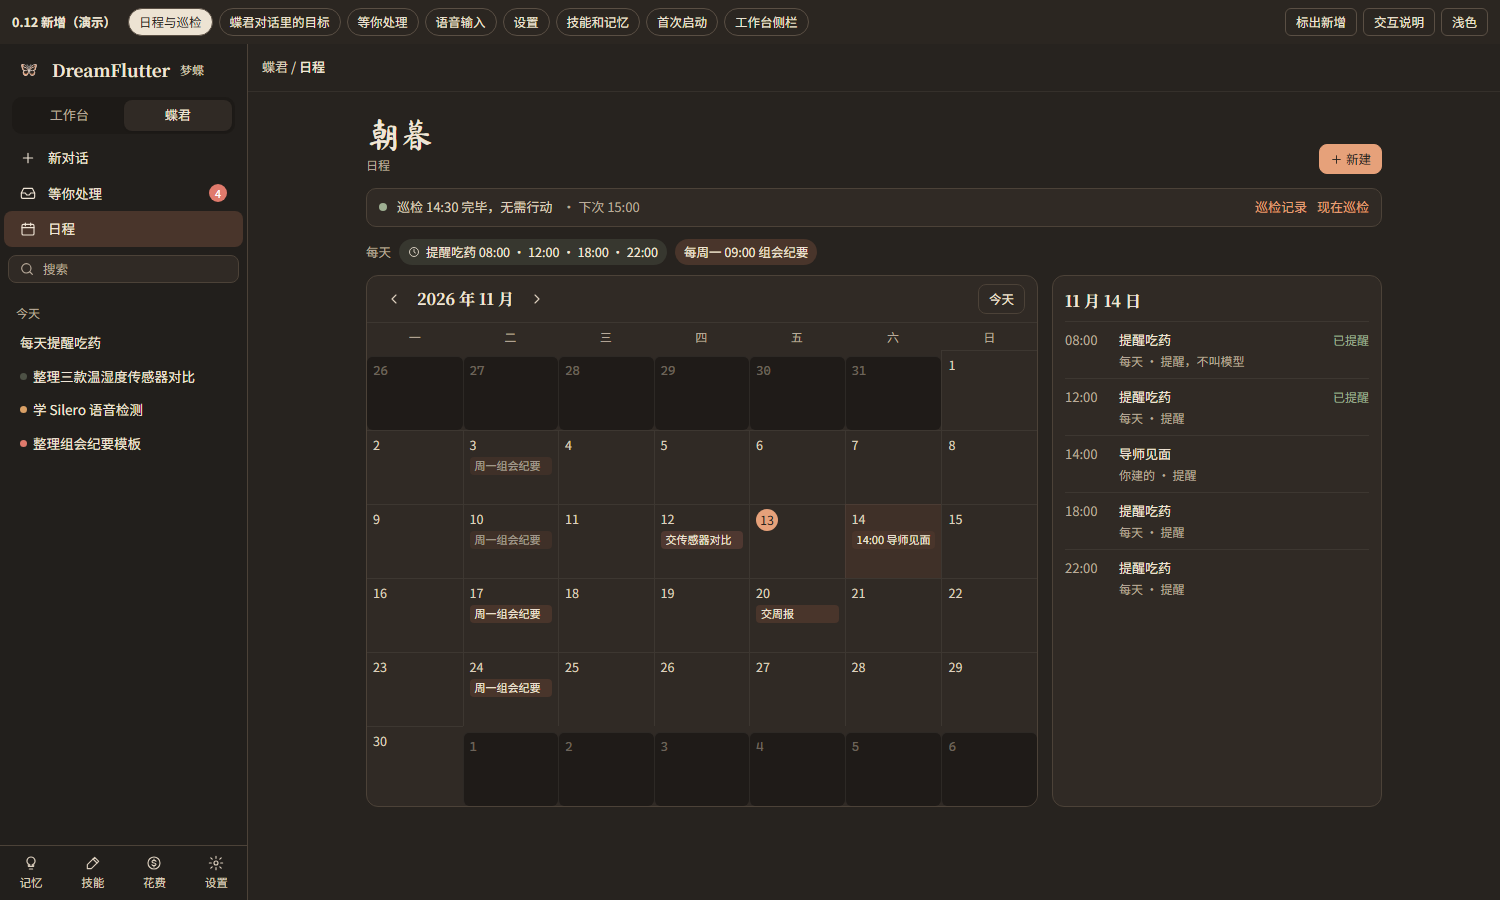 0.12 新增（演示） 日程与巡检 蝶君对话里的目标 等你处理 语音输入 设置 技能和记忆 首次启动 工作台侧栏 标出新增 交互说明 浅色
DreamFlutter 梦蝶
工作台 蝶君
新对话
等你处理 4
日程
搜索
今天
每天提醒吃药
整理三款温湿度传感器对比
学 Silero 语音检测
整理组会纪要模板
记忆 技能 花费 设置
蝶君 / 日程
朝暮
日程
+ 新建
巡检 14:30 完毕，无需行动 · 下次 15:00 巡检记录 现在巡检
每天 提醒吃药 08:00 · 12:00 · 18:00 · 22:00 每周一 09:00 组会纪要
2026 年 11 月 今天
一 二 三 四 五 六 日
26 27 28 29 30 31 1
2 3 4 5 6 7 8
周一组会纪要
9 10 11 12 13 14 15
周一组会纪要 交传感器对比 14:00 导师见面
16 17 18 19 20 21 22
周一组会纪要 交周报
23 24 25 26 27 28 29
周一组会纪要
30 1 2 3 4 5 6
11 月 14 日
08:00 提醒吃药 已提醒
每天 · 提醒，不叫模型
12:00 提醒吃药 已提醒
每天 · 提醒
14:00 导师见面
你建的 · 提醒
18:00 提醒吃药
每天 · 提醒
22:00 提醒吃药
每天 · 提醒